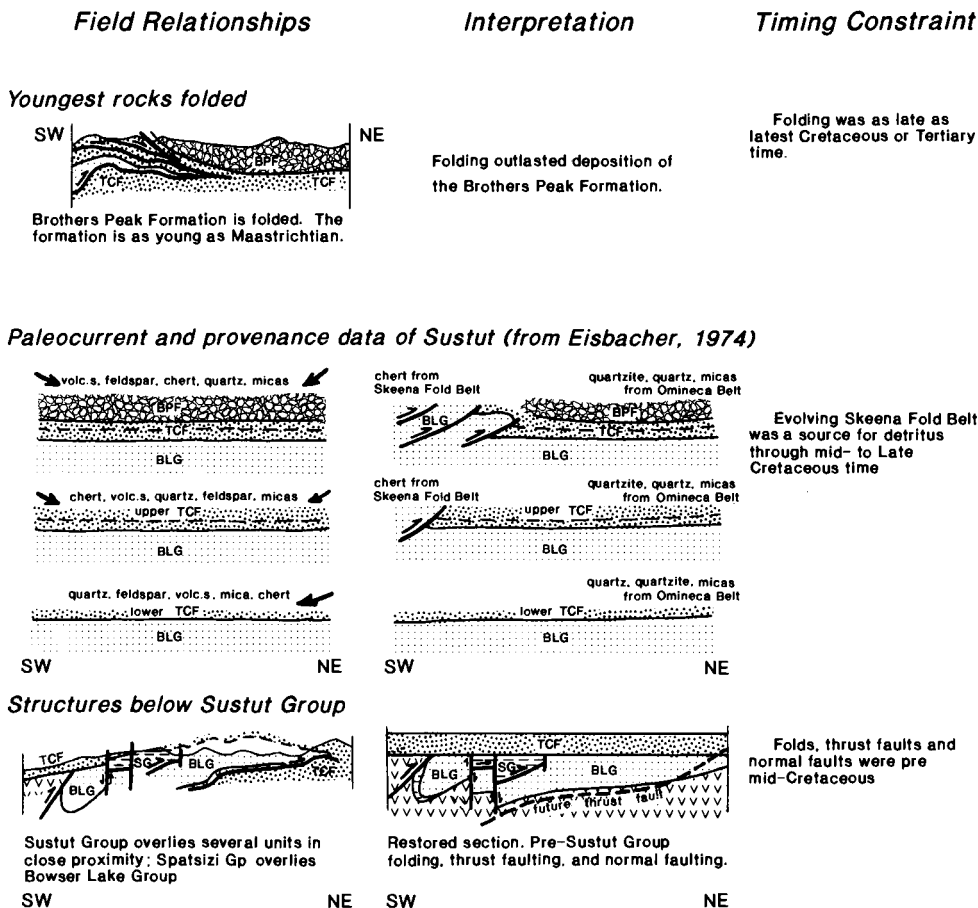 Field Relationships
Interpretation
Timing Constraint
Youngest rocks folded
SW
NE
BPF
TCF
TCF
Brothers Peak Formation is folded. The
formation is as young as Maastrichtian.
Folding outlasted deposition of
the Brothers Peak Formation.
Folding was as late as
latest Cretaceous or Tertiary
time.
Paleocurrent and provenance data of Sustut (from Eisbacher, 1974)
volc.s, feldspar, chert, quartz, micas
BPF
TCF
BLG
chert from
Skeena Fold Belt
quartzite, quartz, micas
from Omineca Belt
BLG
BPF
TCF
BLG
Evolving Skeena Fold Belt
was a source for detritus
through mid- to Late
Cretaceous time
chert, volc.s, quartz, feldspar, micas
upper TCF
BLG
chert from
Skeena Fold Belt
quartzite, quartz, micas
from Omineca Belt
upper TCF
BLG
quartz, feldspar, volc.s, mica, chert
lower TCF
BLG
SW
NE
quartz, quartzite, micas
from Omineca Belt
lower TCF
BLG
SW
NE
Structures below Sustut Group
TCF
BLG
SG
BLG
TCF
Sustut Group overlies several units in
close proximity; Spatsizi Gp overlies
Bowser Lake Group
SW
NE
TCF
BLG
SG
BLG
future thrust fault
Restored section. Pre-Sustut Group
folding, thrust faulting, and normal faulting.
SW
NE
Folds, thrust faults and
normal faults were pre
mid-Cretaceous